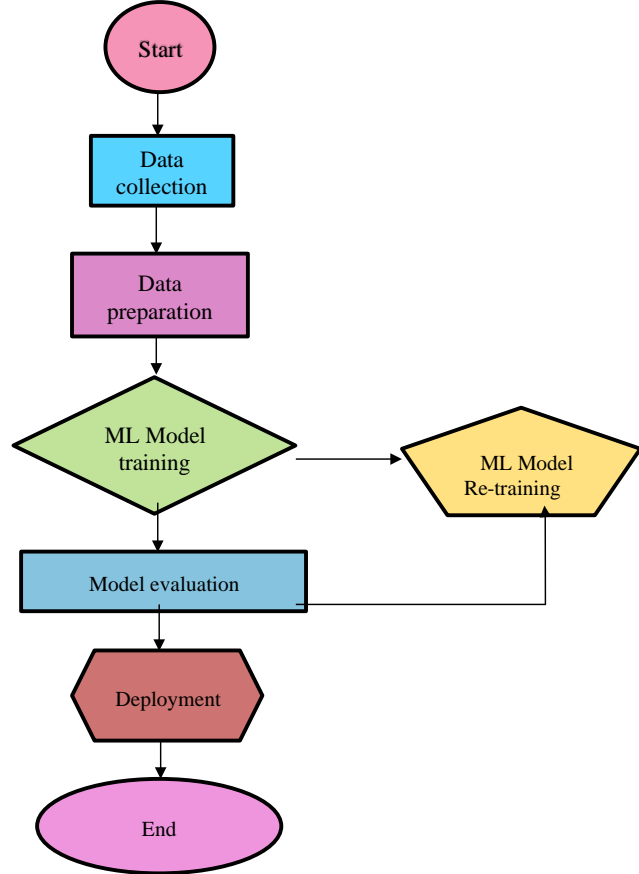 Start
Data
collection
Data
preparation
ML Model
training
ML Model
Re-training
Model evaluation
Deployment
End